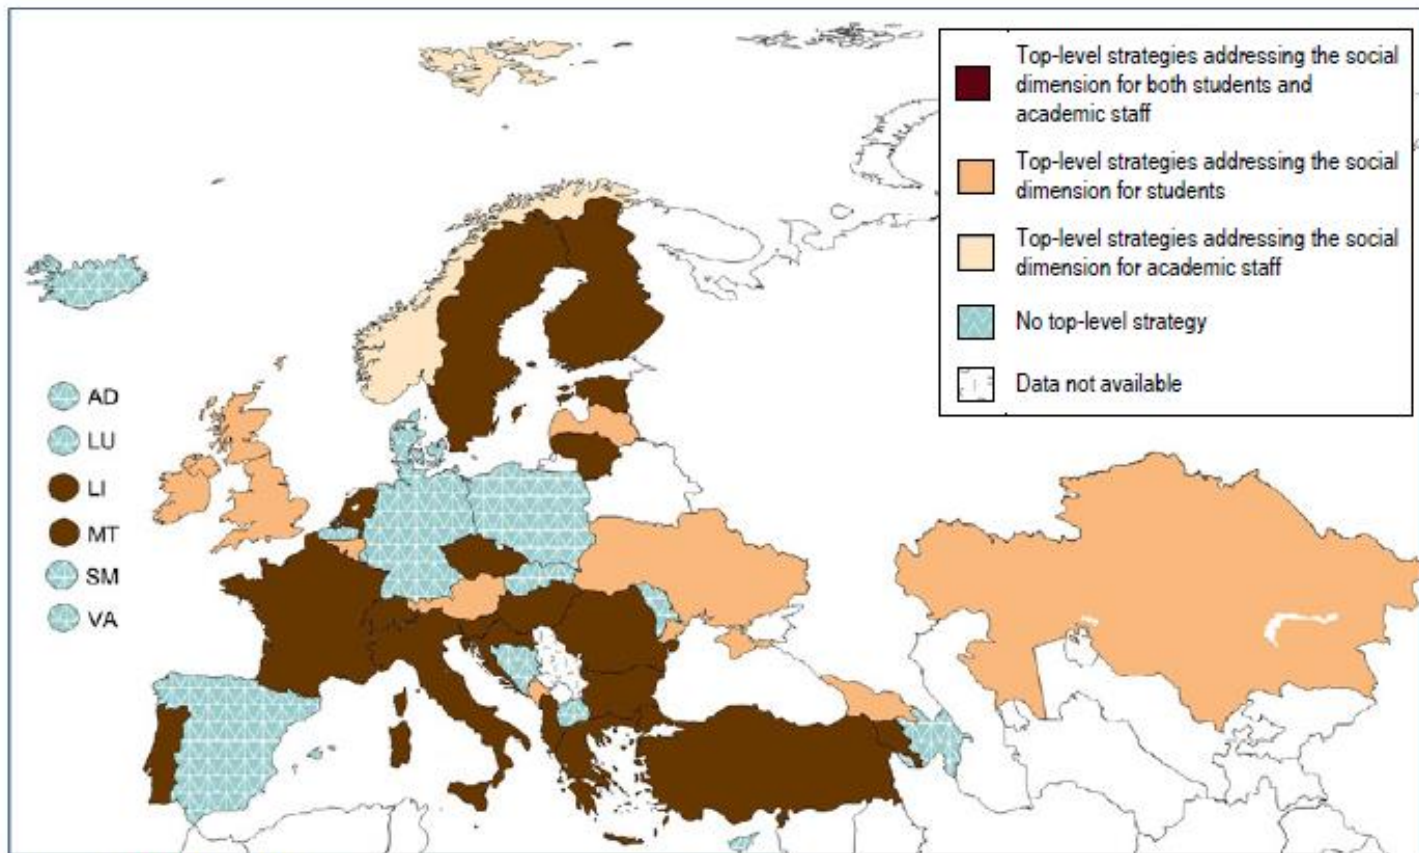 Top-level strategies addressing the social
dimension for both students and
academic staff
Top-level strategies addressing the social
dimension for students
Top-level strategies addressing the social
dimension for academic staff
No top-level strategy
Data not available
AD
LU
LI
MT
SM
VA